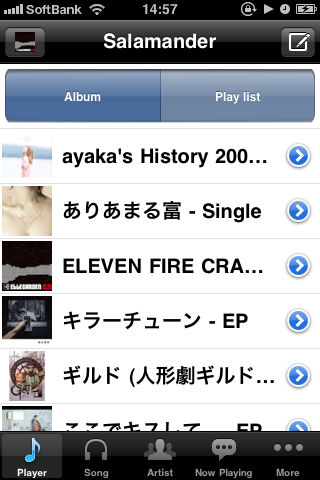 SoftBank 14:57
Salamander
Album Play list
ayaka's History 200...
ありあまる富 - Single
ELLEGARDEN
ELEVEN FIRE CRA...
キラーチューン - EP
ギルド (人形劇ギルド...
ここでキスして。 - EP
Player Song Artist Now Playing More